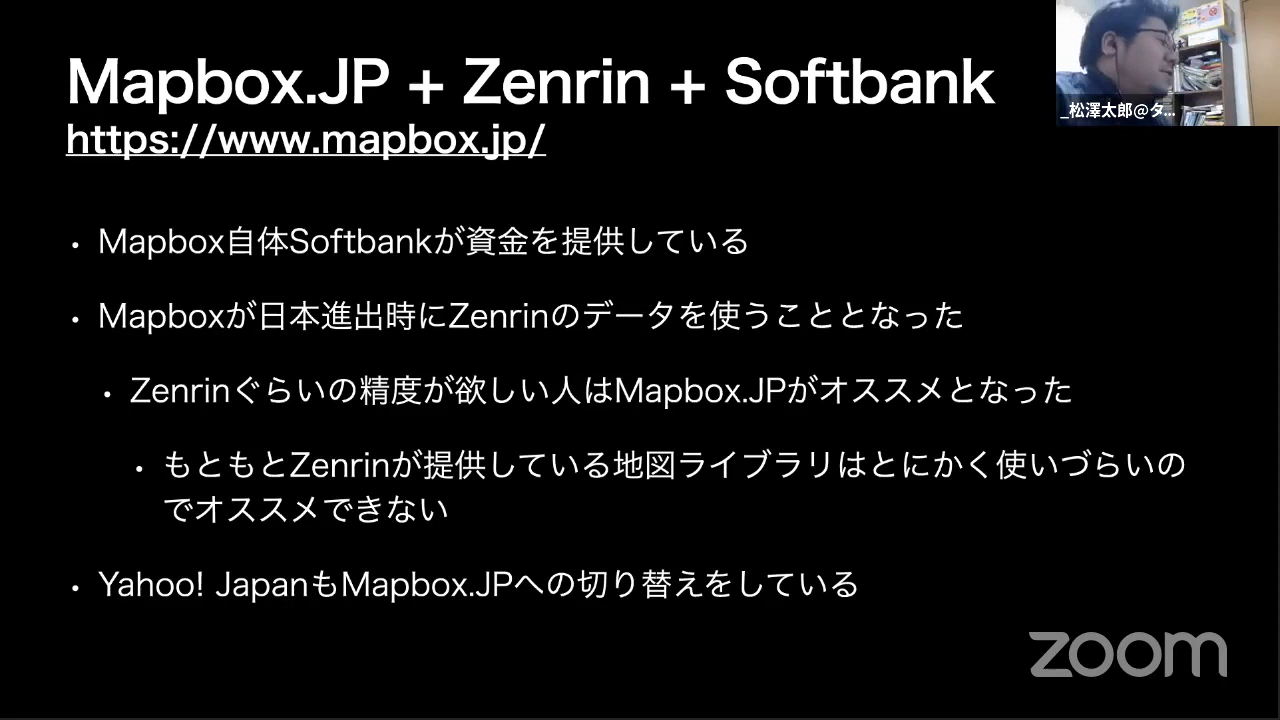 Mapbox.JP + Zenrin + Softbank
https://www.mapbox.jp/
_松澤太郎@タ...
• Mapbox自体Softbankが資金を提供している
• Mapboxが日本進出時にZenrinのデータを使うこととなった
• Zenrinぐらいの精度が欲しい人はMapbox.JPがオススメとなった
• もともとZenrinが提供している地図ライブラリはとにかく使いづらいの
でオススメできない
• Yahoo! JapanもMapbox.JPへの切り替えをしている
zoom